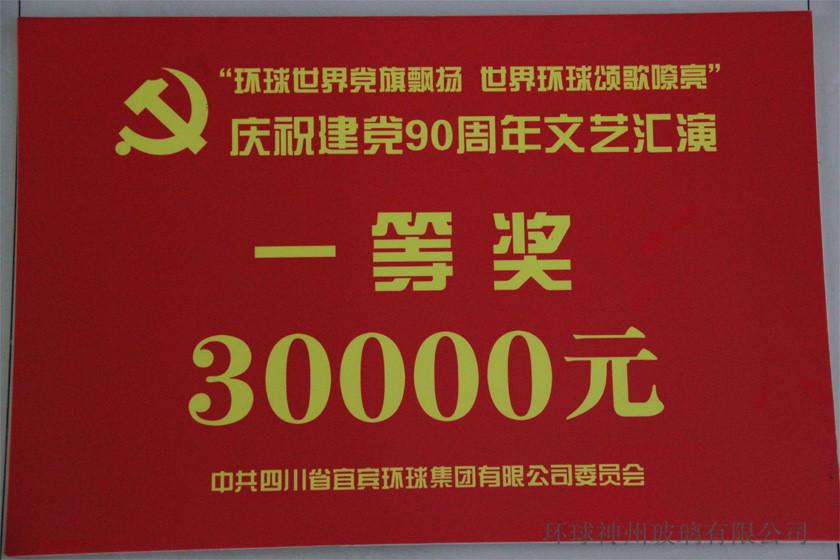 “环球世界党旗飘扬 世界环球颂歌嘹亮”
庆祝建党90周年文艺汇演
一等奖
30000元
中共四川省宜宾环球集团有限公司委员会
环球神州玻璃有限公司